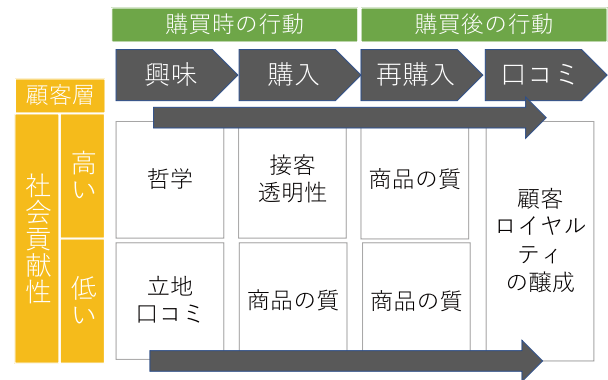 購買時の行動
購買後の行動
興味
購入
再購入
口コミ
顧客層
社会貢献性
高い
哲学
接客
透明性
商品の質
顧客
ロイヤル
ティ
の醸成
低い
立地
口コミ
商品の質
商品の質